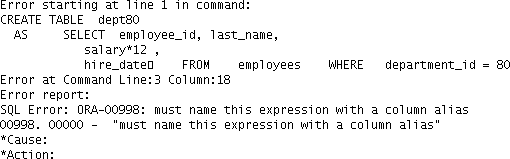 Error starting at line 1 in command:
CREATE TABLE dept80
AS SELECT employee_id, last_name,
salary*12 ,
hire_date▯ FROM employees WHERE department_id = 80
Error at Command Line:3 Column:18
Error report:
SQL Error: ORA-00998: must name this expression with a column alias
00998. 00000 - "must name this expression with a column alias"
*Cause:
*Action: